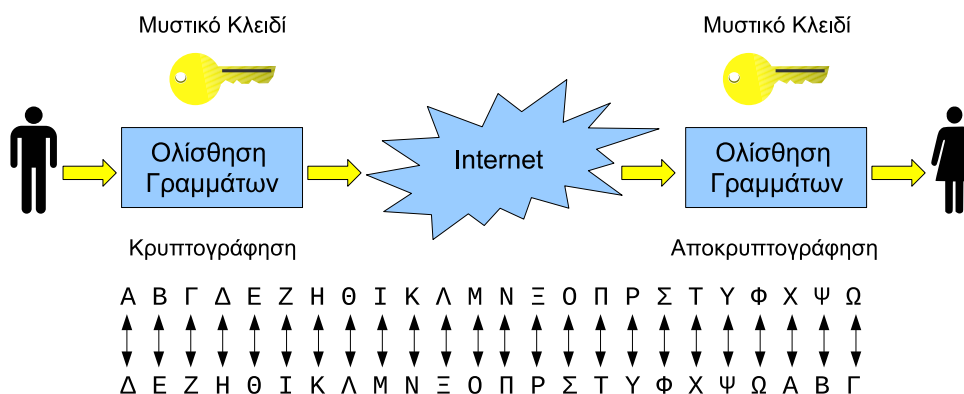 Μυστικό Κλειδί
Μυστικό Κλειδί
Ολίσθηση
Γραμμάτων
Internet
Ολίσθηση
Γραμμάτων
Κρυπτογράφηση
Αποκρυπτογράφηση
Α Β Γ Δ Ε Ζ Η Θ Ι Κ Λ Μ Ν Ξ Ο Π Ρ Σ Τ Υ Φ Χ Ψ Ω
Δ Ε Ζ Η Θ Ι Κ Λ Μ Ν Ξ Ο Π Ρ Σ Τ Υ Φ Χ Ψ Ω Α Β Γ